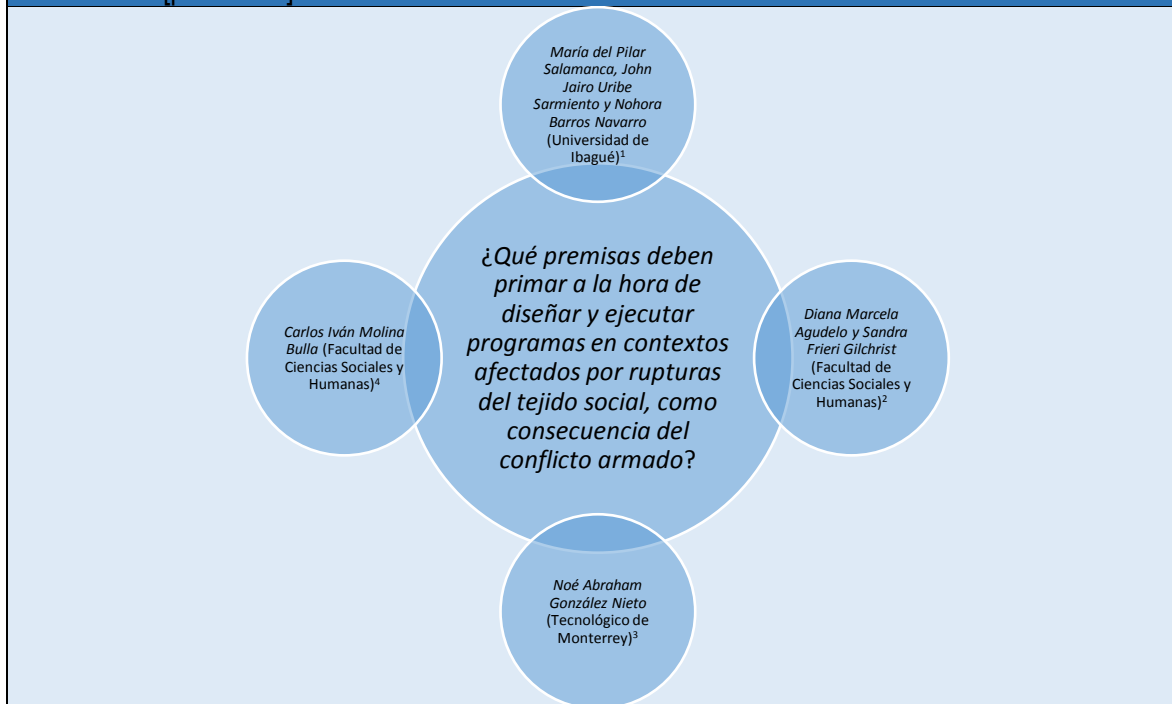 María del Pilar
Salamanca, John
Jairo Uribe
Sarmiento y Nohora
Barros Navarro
(Universidad de
Ibagué)¹
¿Qué premisas deben
primar a la hora de
diseñar y ejecutar
programas en contextos
afectados por rupturas
del tejido social, como
consecuencia del
conflicto armado?
Diana Marcela
Agudelo y Sandra
Frieri Gilchrist
(Facultad de
Ciencias Sociales y
Humanas)²
Noé Abraham
González Nieto
(Tecnológico de
Monterrey)³
Carlos Iván Molina
Bulla (Facultad de
Ciencias Sociales y
Humanas)⁴